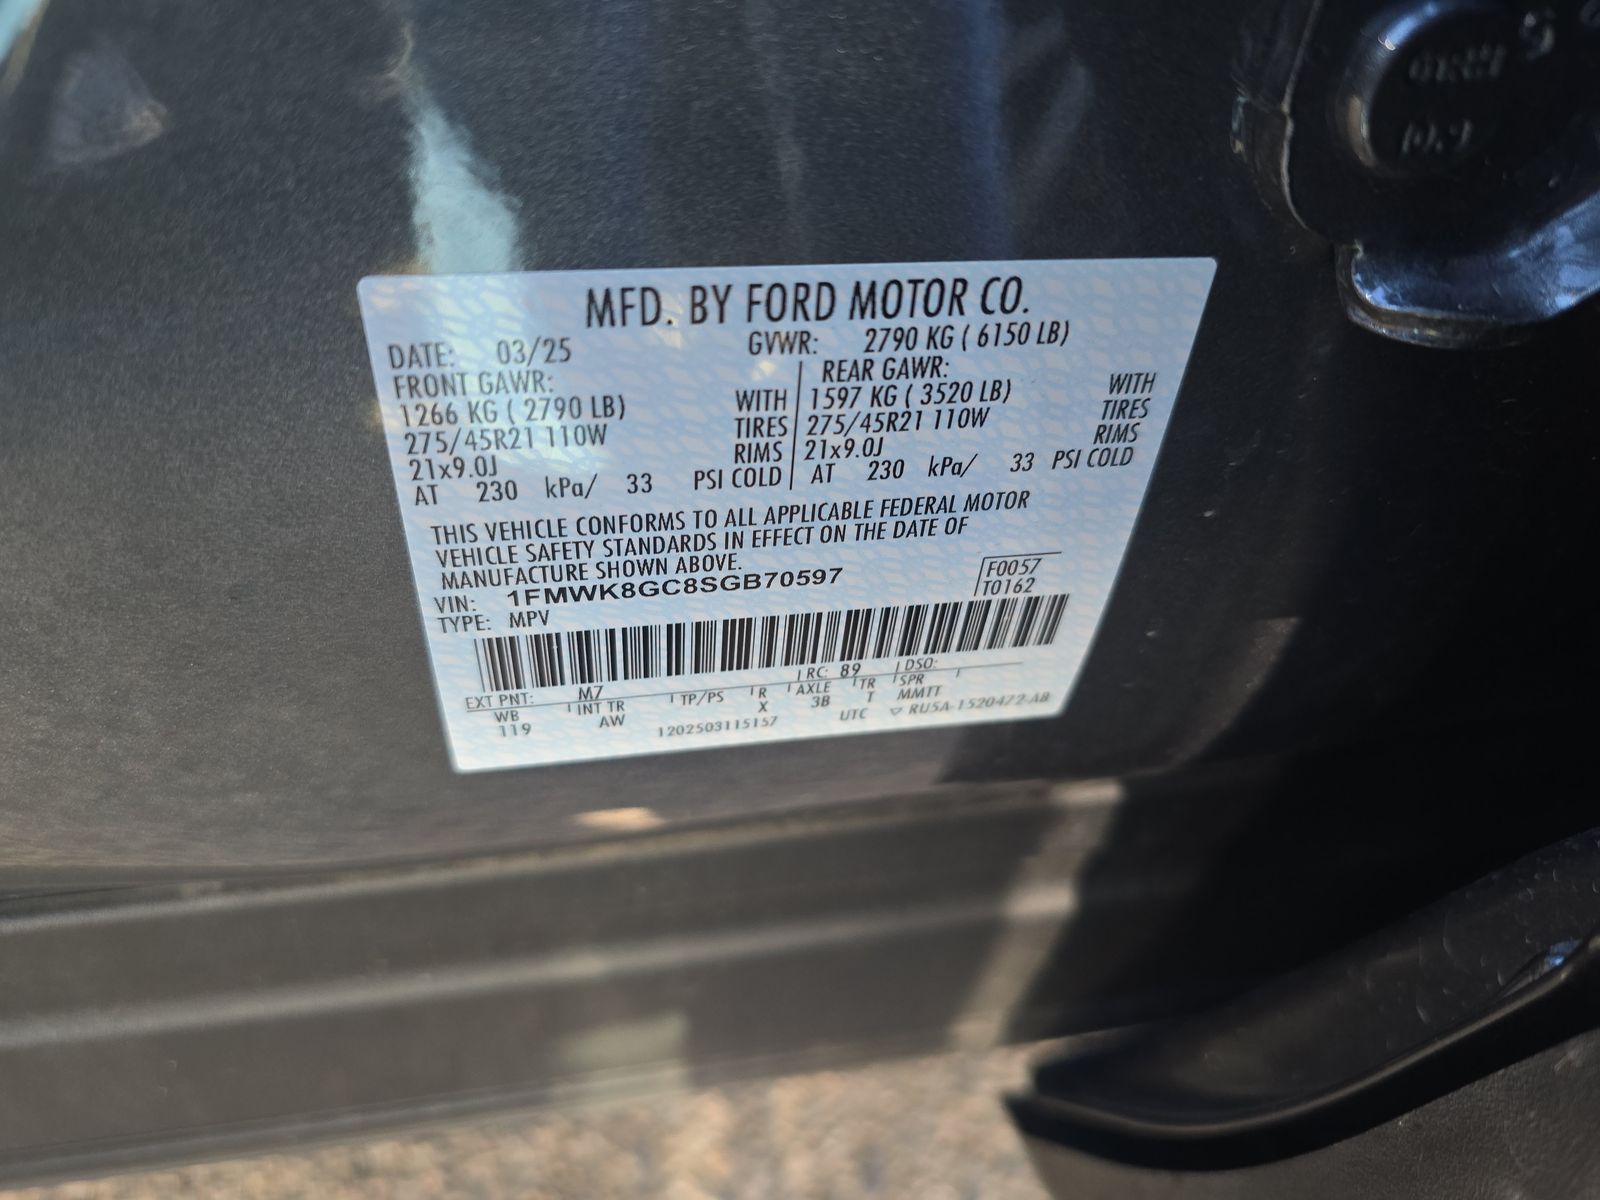 MFD. BY FORD MOTOR CO.
DATE: 03/25 GVWR: 2790 KG ( 6150 LB)
FRONT GAWR: REAR GAWR:
1266 KG ( 2790 LB) WITH 1597 KG ( 3520 LB) WITH
275/45R21 110W TIRES 275/45R21 110W TIRES
21x9.0J RIMS 21x9.0J RIMS
AT 230 kPa/ 33 PSI COLD AT 230 kPa/ 33 PSI COLD
THIS VEHICLE CONFORMS TO ALL APPLICABLE FEDERAL MOTOR
VEHICLE SAFETY STANDARDS IN EFFECT ON THE DATE OF
MANUFACTURE SHOWN ABOVE.
VIN: 1FMWK8GC8SGB70597 F0057
TYPE: MPV T0162
EXT PNT: M7 RC: 89 DSO:
WB INT TR TP/PS R AXLE TR SPR
119 AW X 3B T MMTT
1202503115157 UTC ▽ RU5A-1520472-AB